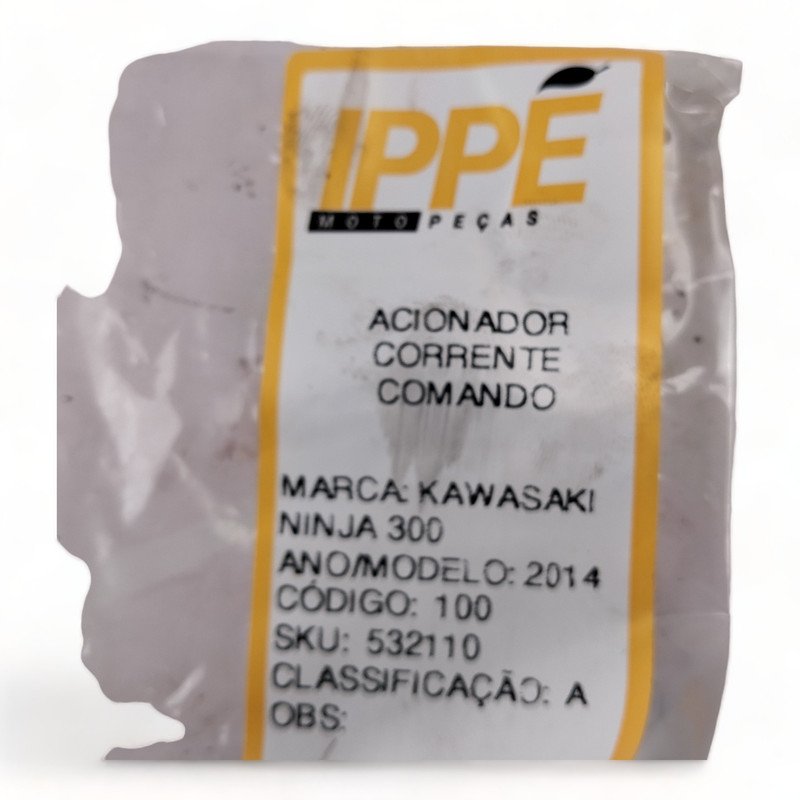 IPPÉ
MOTO PEÇAS
ACIONADOR
CORRENTE
COMANDO
MARCA: KAWASAKI
NINJA 300
ANO/MODELO: 2014
CÓDIGO: 100
SKU: 532110
CLASSIFICAÇÃO: A
OBS: